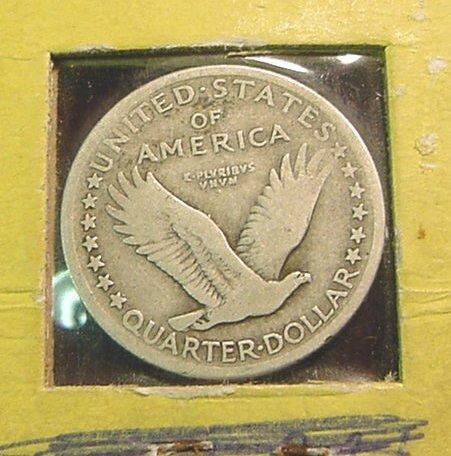 UNITED·STATES
OF
AMERICA
E·PLVRIBVS
VNVM
QUARTER·DOLLAR